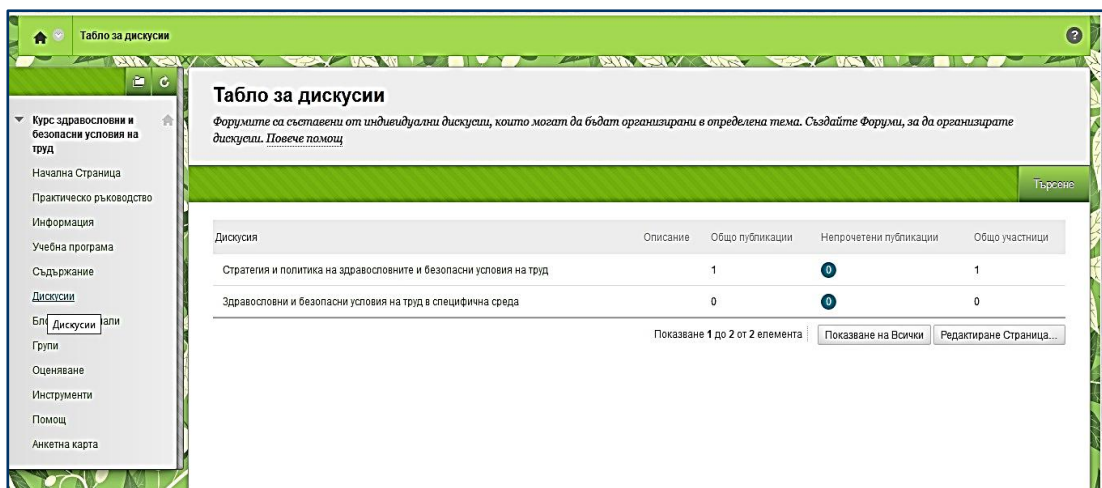 Табло за дискусии
Курс здравословни и
безопасни условия на
труд
Начална Страница
Практическо ръководство
Информация
Учебна програма
Съдържание
Дискусии
Дискусии
Групи
Оценяване
Инструменти
Помощ
Анкетна карта
Табло за дискусии
Форумите са съставени от индивидуални дискусии, които могат да бъдат организирани в определена тема. Създайте Форуми, за да организирате
дискусии. Повече помощ
Търсене
Дискусия Описание Общо публикации Непрочетени публикации Общо участници
Стратегия и политика на здравословните и безопасни условия на труд 1 0 1
Здравословни и безопасни условия на труд в специфична среда 0 0 0
Показване 1 до 2 от 2 елемента Показване на Всички Редактиране Страница...